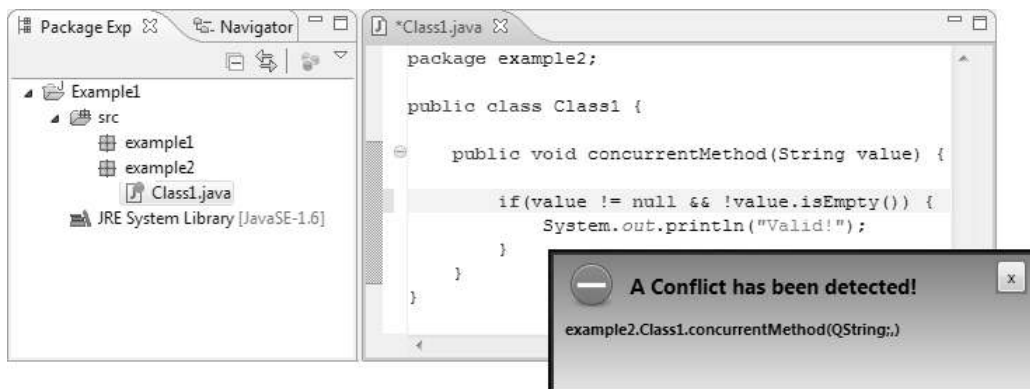 Package Exp
Navigator
Example1
src
example1
example2
Class1.java
JRE System Library [JavaSE-1.6]
*Class1.java
package example2;
public class Class1 {
public void concurrentMethod(String value) {
if(value != null && !value.isEmpty()) {
System.out.println("Valid!");
}
}
}
A Conflict has been detected!
x
example2.Class1.concurrentMethod(QString;,)